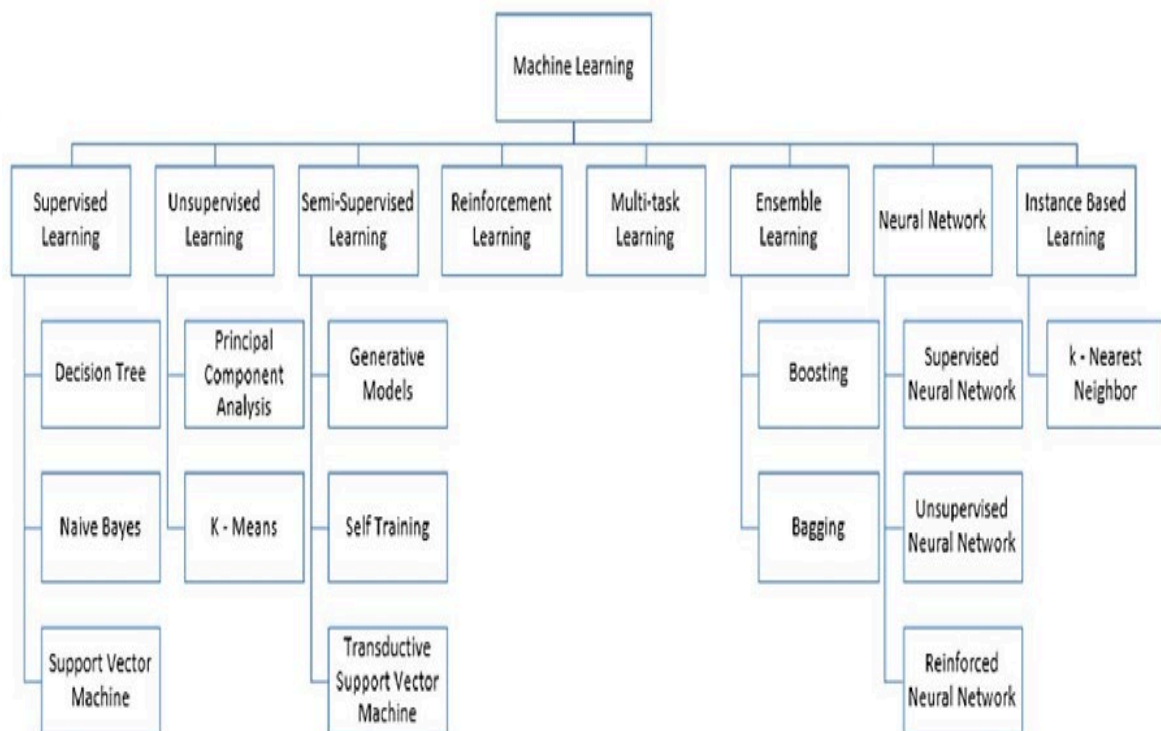 Machine Learning
Supervised
Learning
Unsupervised
Learning
Semi-Supervised
Learning
Reinforcement
Learning
Multi-task
Learning
Ensemble
Learning
Neural Network
Instance Based
Learning
Decision Tree
Principal
Component
Analysis
Generative
Models
Boosting
Supervised
Neural Network
k - Nearest
Neighbor
Naive Bayes
K - Means
Self Training
Bagging
Unsupervised
Neural Network
Support Vector
Machine
Transductive
Support Vector
Machine
Reinforced
Neural Network